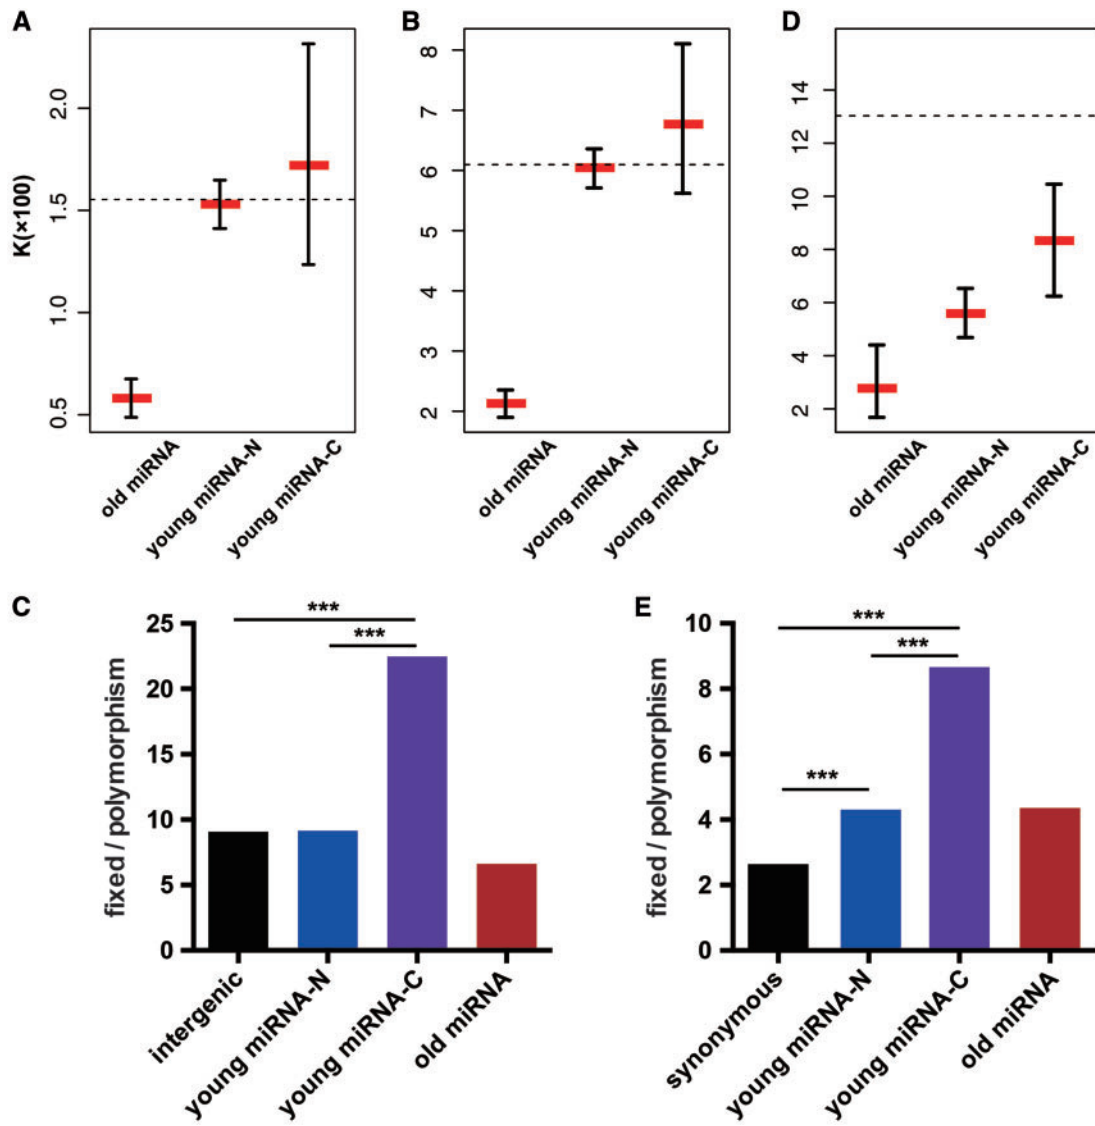 A
K(×100)
2.0
1.5
1.0
0.5
old miRNA
young miRNA-N
young miRNA-C
B
8
7
6
5
4
3
2
old miRNA
young miRNA-N
young miRNA-C
D
14
12
10
8
6
4
2
old miRNA
young miRNA-N
young miRNA-C
C
fixed / polymorphism
25
20
15
10
5
0
***
***
intergenic
young miRNA-N
young miRNA-C
old miRNA
E
fixed / polymorphism
10
8
6
4
2
0
***
***
***
synonymous
young miRNA-N
young miRNA-C
old miRNA